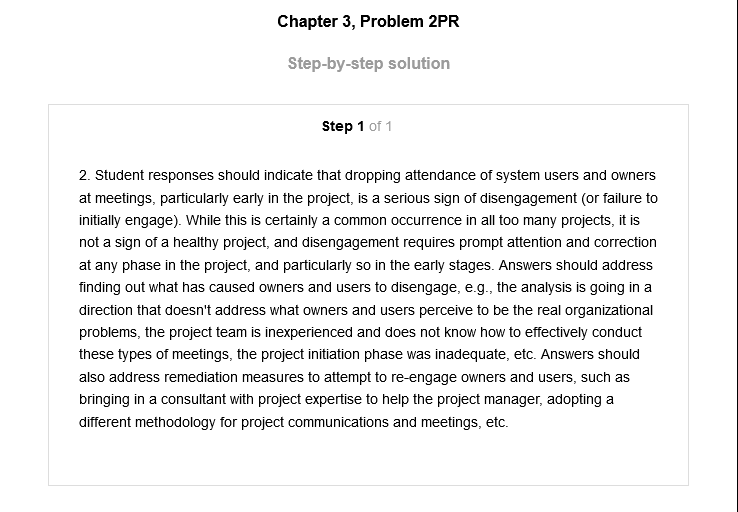 Chapter 3, Problem 2PR
Step-by-step solution
Step 1 of 1
2. Student responses should indicate that dropping attendance of system users and owners
at meetings, particularly early in the project, is a serious sign of disengagement (or failure to
initially engage). While this is certainly a common occurrence in all too many projects, it is
not a sign of a healthy project, and disengagement requires prompt attention and correction
at any phase in the project, and particularly so in the early stages. Answers should address
finding out what has caused owners and users to disengage, e.g., the analysis is going in a
direction that doesn't address what owners and users perceive to be the real organizational
problems, the project team is inexperienced and does not know how to effectively conduct
these types of meetings, the project initiation phase was inadequate, etc. Answers should
also address remediation measures to attempt to re-engage owners and users, such as
bringing in a consultant with project expertise to help the project manager, adopting a
different methodology for project communications and meetings, etc.